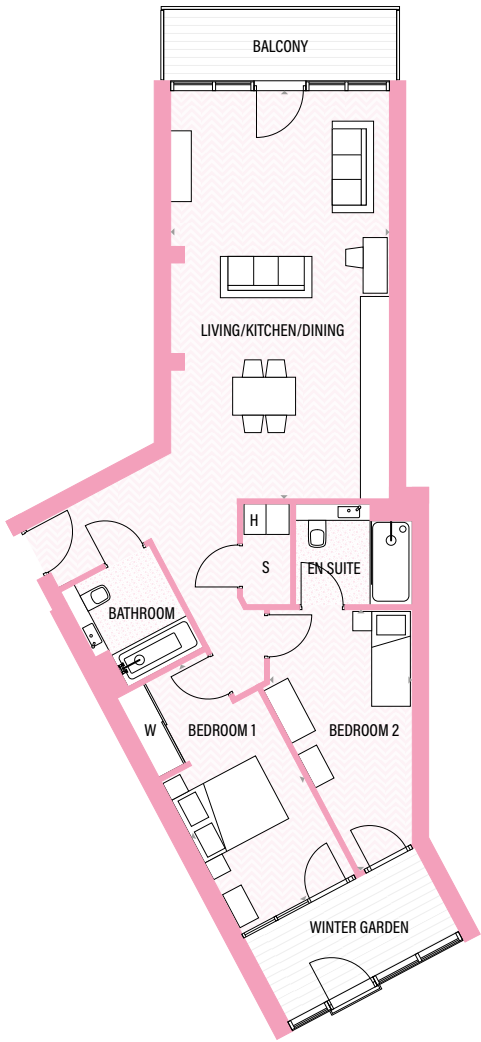 BALCONY
LIVING/KITCHEN/DINING
H
S
EN SUITE
BATHROOM
W
BEDROOM 1
BEDROOM 2
WINTER GARDEN